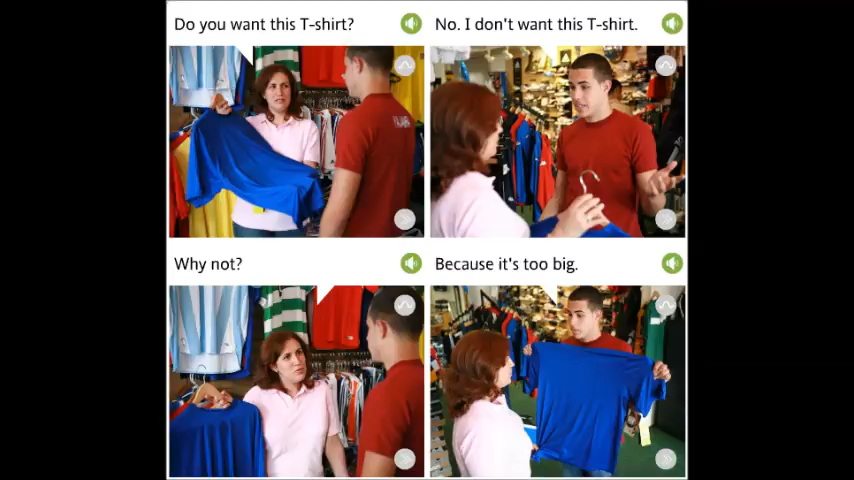 Do you want this T-shirt?
No. I don't want this T-shirt.
Why not?
Because it's too big.